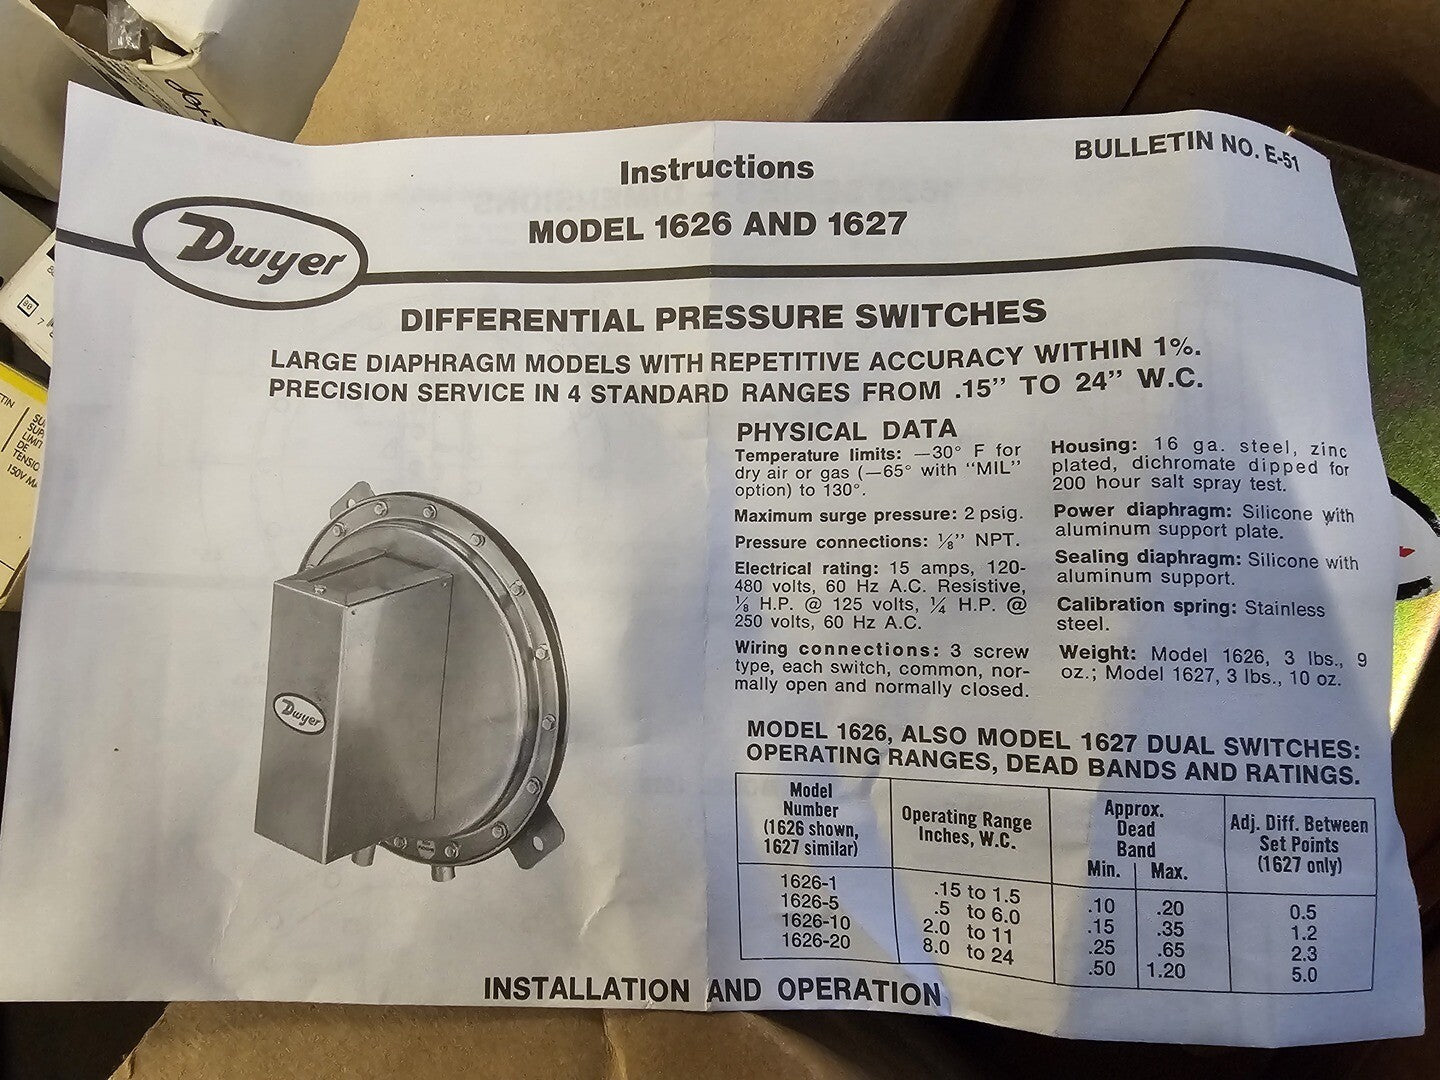 Instructions
BULLETIN NO. E-51
MODEL 1626 AND 1627
Dwyer
DIFFERENTIAL PRESSURE SWITCHES
LARGE DIAPHRAGM MODELS WITH REPETITIVE ACCURACY WITHIN 1%.
PRECISION SERVICE IN 4 STANDARD RANGES FROM .15” TO 24” W.C.
PHYSICAL DATA
Temperature limits: —30° F for
dry air or gas (—65° with “MIL”
option) to 130°.
Maximum surge pressure: 2 psig.
Pressure connections: ⅛” NPT.
Electrical rating: 15 amps, 120-
480 volts, 60 Hz A.C. Resistive,
⅛ H.P. @ 125 volts, ¼ H.P. @
250 volts, 60 Hz A.C.
Wiring connections: 3 screw
type, each switch, common, nor-
mally open and normally closed.
Housing: 16 ga. steel, zinc
plated, dichromate dipped for
200 hour salt spray test.
Power diaphragm: Silicone with
aluminum support plate.
Sealing diaphragm: Silicone with
aluminum support.
Calibration spring: Stainless
steel.
Weight: Model 1626, 3 lbs., 9
oz.; Model 1627, 3 lbs., 10 oz.
Dwyer
MODEL 1626, ALSO MODEL 1627 DUAL SWITCHES:
OPERATING RANGES, DEAD BANDS AND RATINGS.
Model Number (1626 shown, 1627 similar) Operating Range Inches, W.C. Approx. Dead Band Min. Max. Adj. Diff. Between Set Points (1627 only)
1626-1 .15 to 1.5 .10 .20 0.5
1626-5 .5 to 6.0 .15 .35 1.2
1626-10 2.0 to 11 .25 .65 2.3
1626-20 8.0 to 24 .50 1.20 5.0
INSTALLATION AND OPERATION
TENSIO
150V